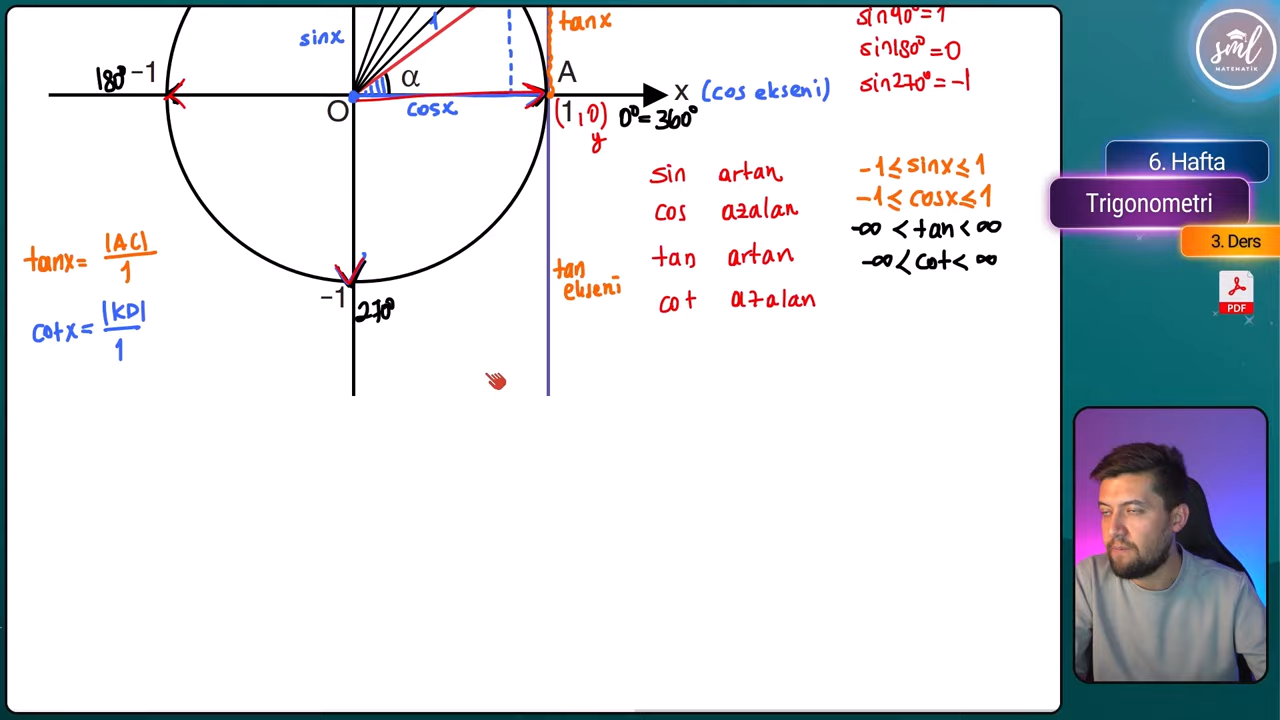 sin90°=1
sin180°=0
sin270°=-1
sinx
1
tanx
180°
-1
α
A
O
cosx
1
(1,0)
y
0°=360°
x
(cos ekseni)
sin artan
cos azalan
tan artan
cot azalan
-1≤sinx≤1
-1≤cosx≤1
-∞<tan<∞
-∞<cot<∞
tanx=|AC|/1
cotx=|KD|/1
-1
270°
tan
ekseni
sml
MATEMATİK
6. Hafta
Trigonometri
3. Ders
PDF